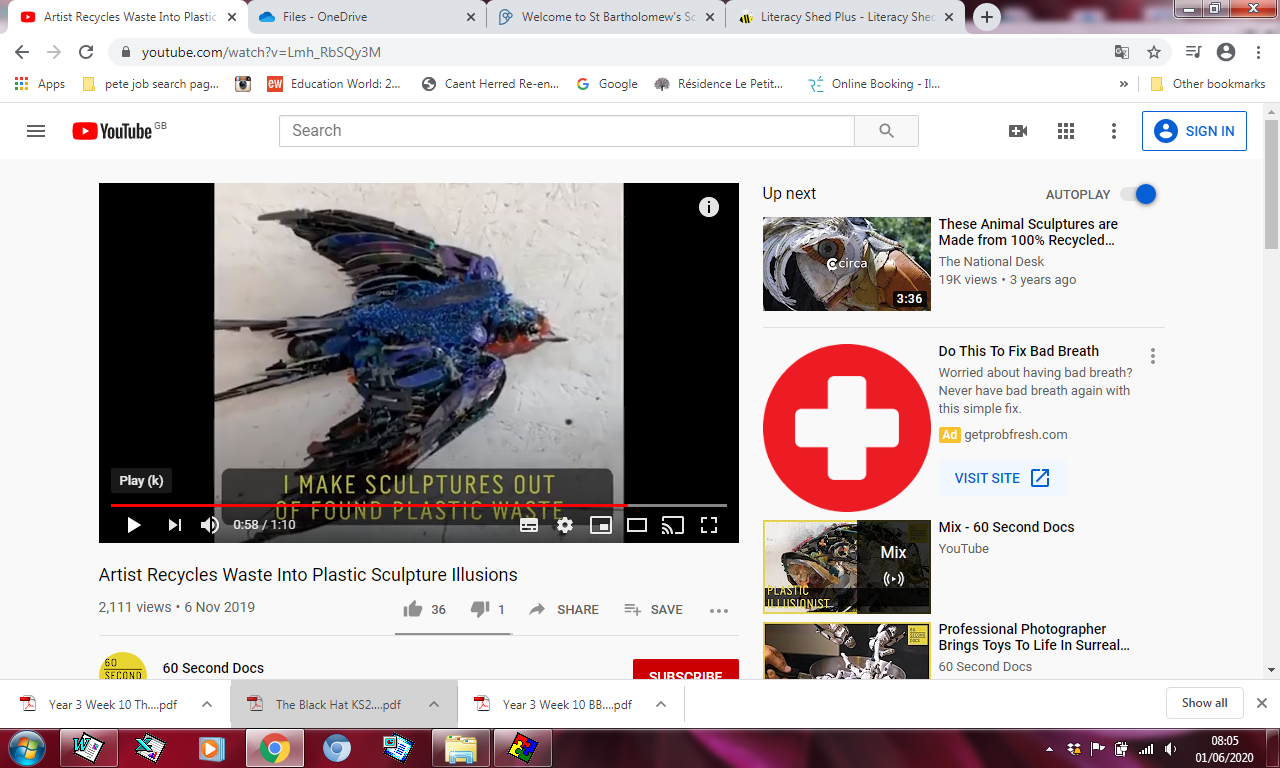 Artist Recycles Waste Into Plastic
Files - OneDrive
Welcome to St Bartholomew's Sc
Literacy Shed Plus - Literacy Shed
youtube.com/watch?v=Lmh_RbSQy3M
Apps
pete job search pag...
Education World: 2...
Caent Herred Re-en...
Google
Résidence Le Petit...
Online Booking - Il...
»
Other bookmarks
YouTube GB
Search
SIGN IN
I MAKE SCULPTURES OUT
OF FOUND PLASTIC WASTE
Play (k)
0:58 / 1:10
Artist Recycles Waste Into Plastic Sculpture Illusions
2,111 views • 6 Nov 2019
36
1
SHARE
SAVE
60
SECOND
60 Second Docs
SUBSCRIBE
Up next
AUTOPLAY
circa
3:36
These Animal Sculptures are
Made from 100% Recycled...
The National Desk
19K views • 3 years ago
Do This To Fix Bad Breath
Worried about having bad breath?
Never have bad breath again with
this simple fix.
Ad getprobfresh.com
VISIT SITE
PLASTIC
ILLUSIONIST
Mix
Mix - 60 Second Docs
YouTube
Professional Photographer
Brings Toys To Life In Surreal...
60 Second Docs
Year 3 Week 10 Th....pdf
The Black Hat KS2....pdf
Year 3 Week 10 BB....pdf
Show all
08:05
01/06/2020